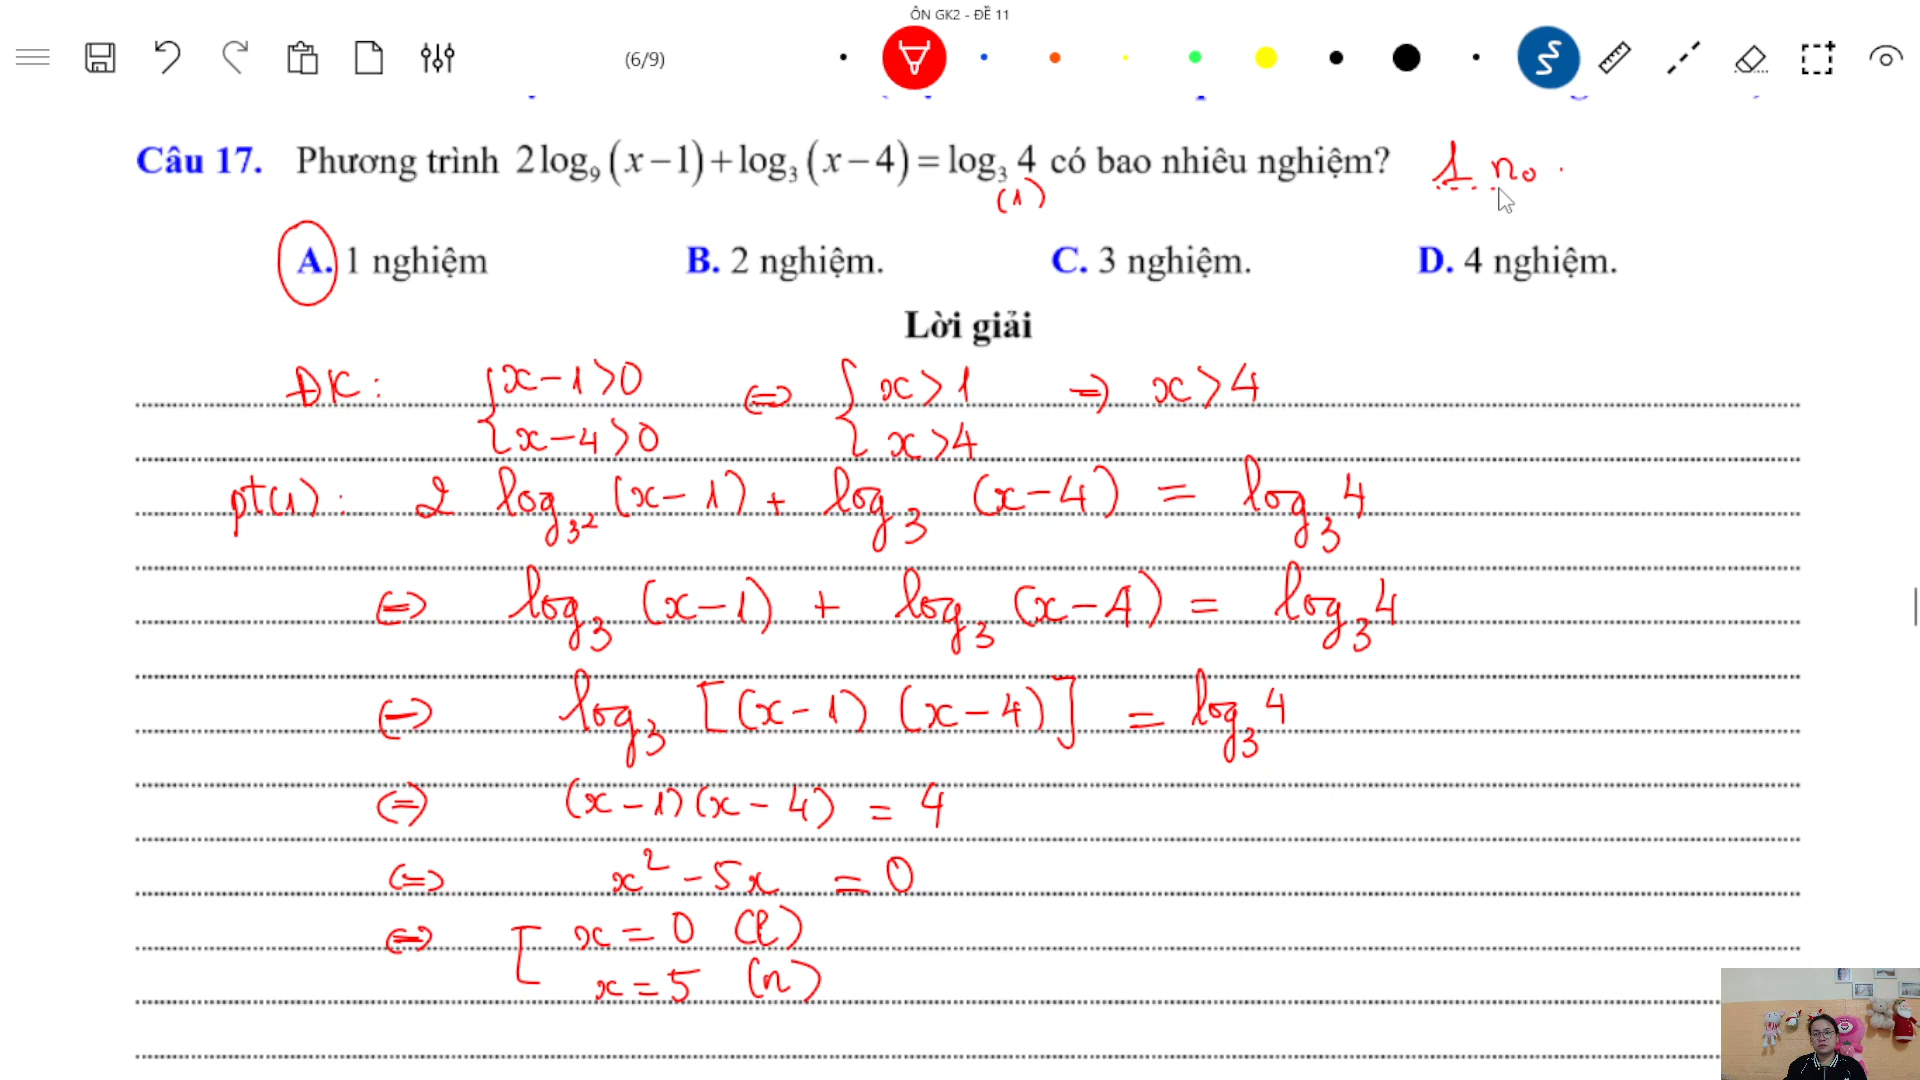 ÔN GK2 - ĐỀ 11
(6/9)
Câu 17. Phương trình 2log₉(x−1)+log₃(x−4)=log₃4 có bao nhiêu nghiệm? 1 no.
(1)
A. 1 nghiệm B. 2 nghiệm. C. 3 nghiệm. D. 4 nghiệm.
Lời giải
ĐK: { x−1>0 ⇔ { x>1 ⇒ x>4
x−4>0 x>4
pt(1): 2 log₃² (x−1) + log₃ (x−4) = log₃4
⇔ log₃ (x−1) + log₃ (x−4) = log₃4
⇔ log₃ [(x−1) (x−4)] = log₃4
⇔ (x−1)(x−4) = 4
⇔ x² −5x = 0
⇔ [ x = 0 (l)
x = 5 (n)